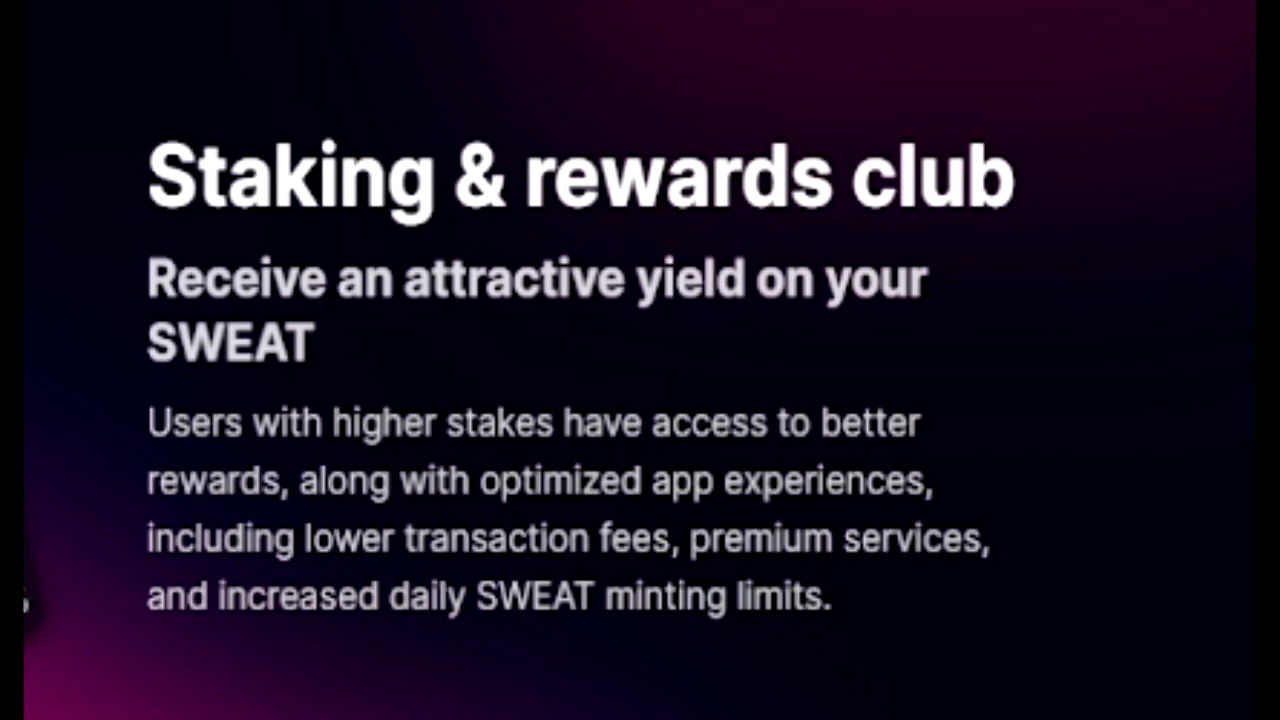 Staking & rewards club
Receive an attractive yield on your
SWEAT
Users with higher stakes have access to better
rewards, along with optimized app experiences,
including lower transaction fees, premium services,
and increased daily SWEAT minting limits.